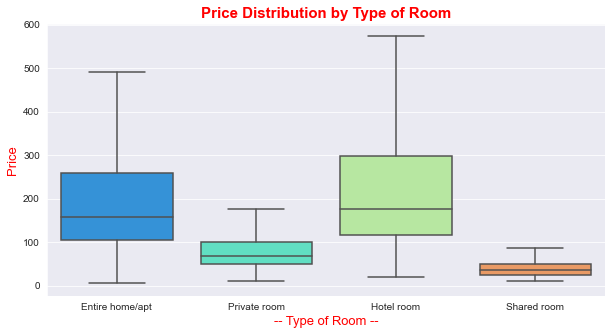 Price Distribution by Type of Room
Price
600
500
400
300
200
100
0
Entire home/apt
Private room
Hotel room
Shared room
-- Type of Room --